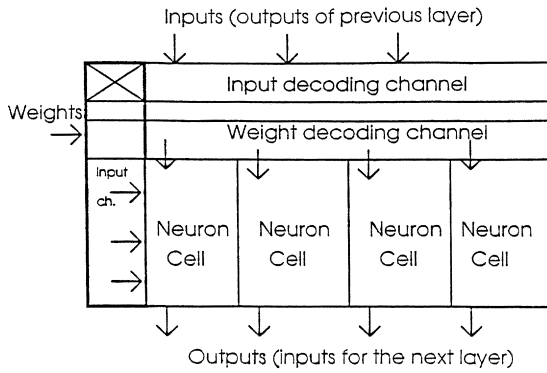 Inputs (outputs of previous layer)
Input decoding channel
Weights
Weight decoding channel
Input
ch.
Neuron
Cell
Neuron
Cell
Neuron
Cell
Neuron
Cell
Outputs (inputs for the next layer)